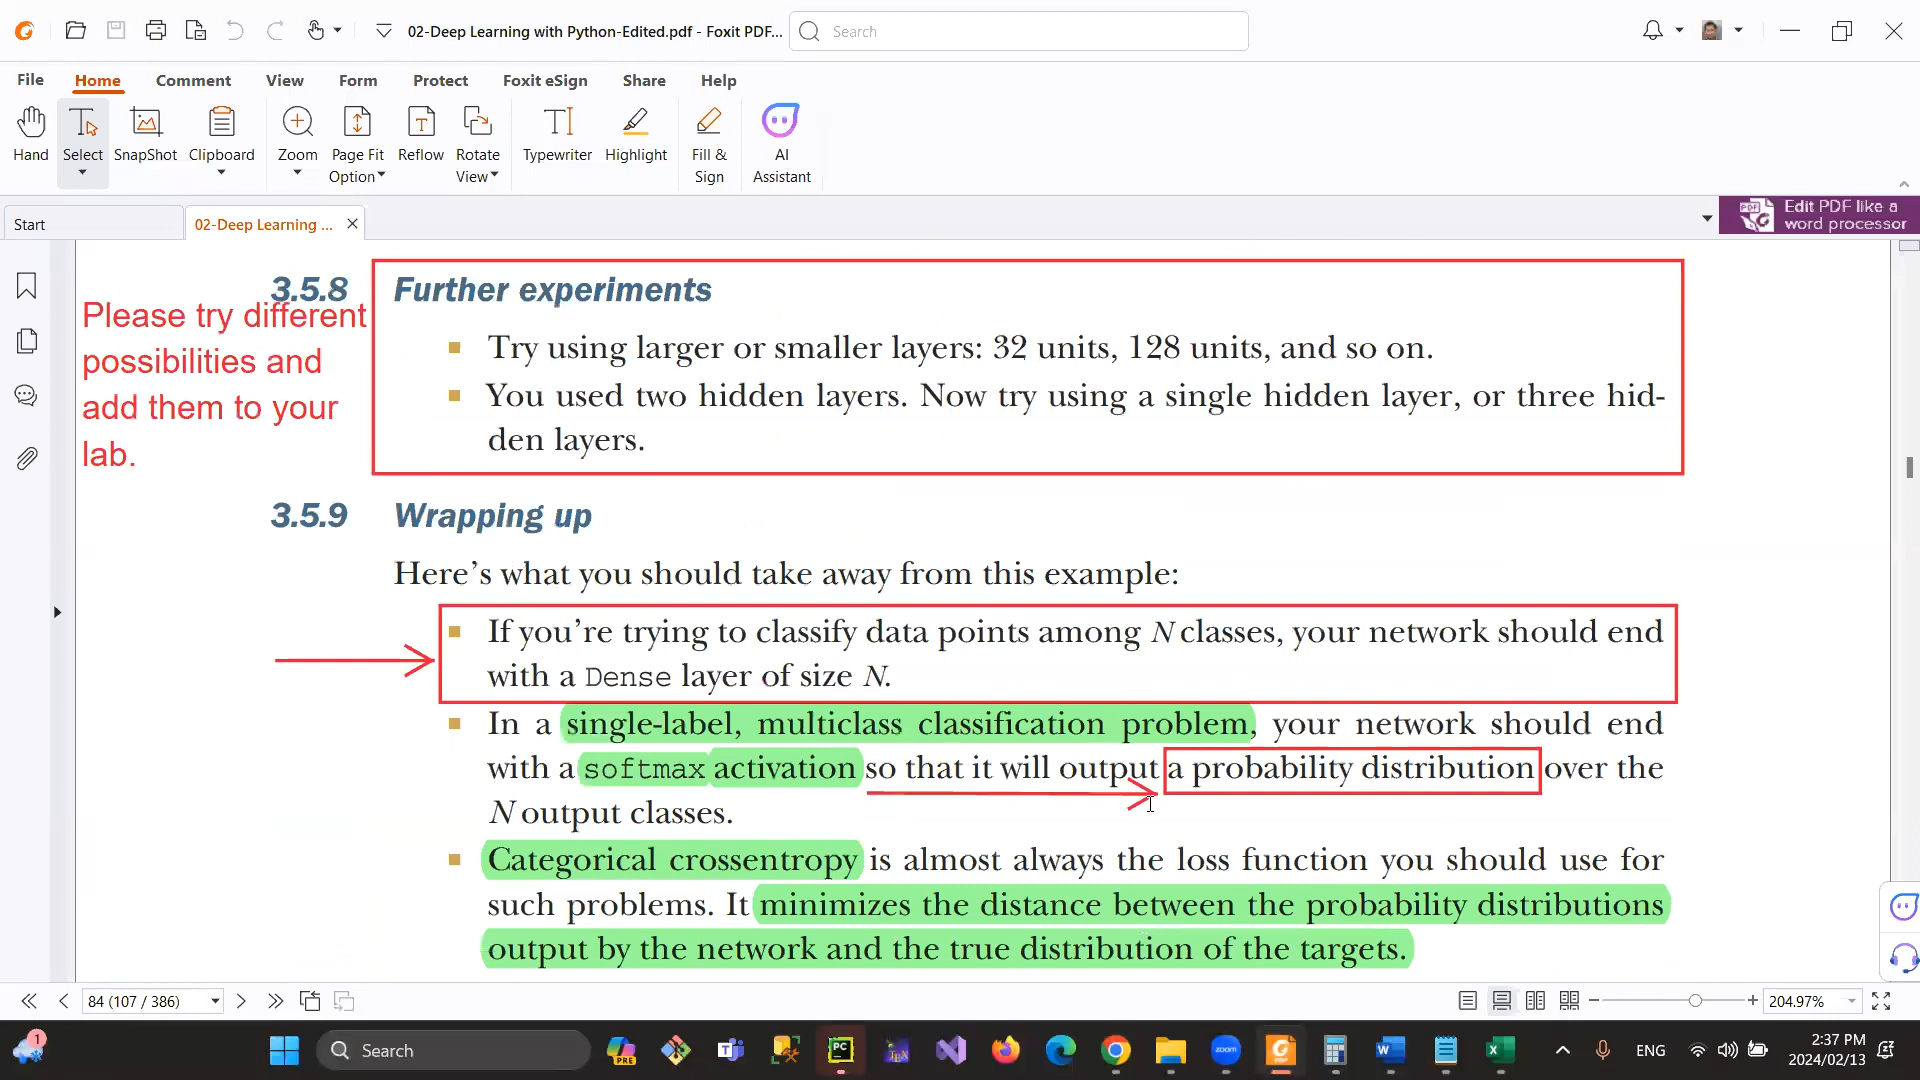 02-Deep Learning with Python-Edited.pdf - Foxit PDF...
Search
File Home Comment View Form Protect Foxit eSign Share Help
Hand
Select
SnapShot
Clipboard
Zoom
Page Fit
Option
Reflow
Rotate
View
Typewriter
Highlight
Fill &
Sign
AI
Assistant
Start
02-Deep Learning ...
Edit PDF like a
word processor
3.5.8 Further experiments
Please try different
possibilities and
add them to your
lab.
Try using larger or smaller layers: 32 units, 128 units, and so on.
You used two hidden layers. Now try using a single hidden layer, or three hid-
den layers.
3.5.9 Wrapping up
Here's what you should take away from this example:
If you're trying to classify data points among N classes, your network should end
with a Dense layer of size N.
In a single-label, multiclass classification problem, your network should end
with a softmax activation so that it will output a probability distribution over the
N output classes.
Categorical crossentropy is almost always the loss function you should use for
such problems. It minimizes the distance between the probability distributions
output by the network and the true distribution of the targets.
84 (107 / 386)
204.97%
1
Search
PRE
PC
TEX
zoom
ENG
2:37 PM
2024/02/13